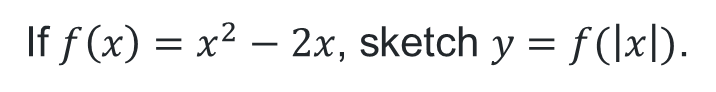 If f(x) = x² − 2x, sketch y = f(|x|).